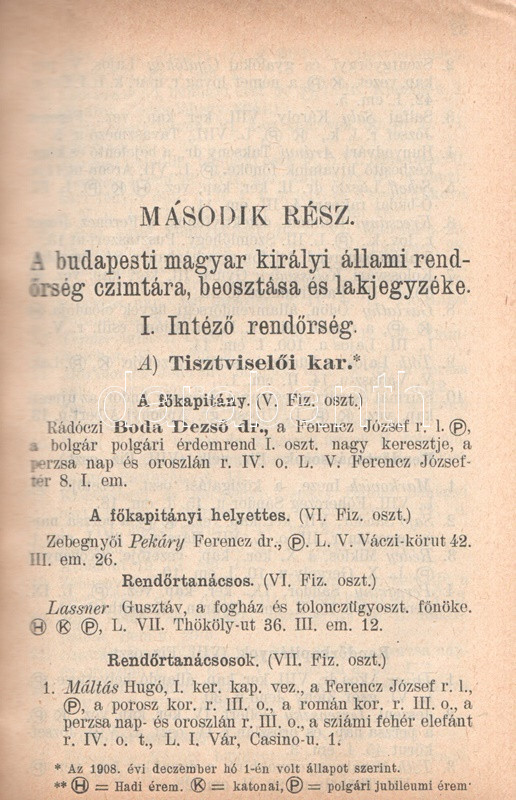 MÁSODIK RÉSZ.
A budapesti magyar királyi állami rend-
őrség czimtára, beosztása és lakjegyzéke.
I. Intéző rendőrség.
A) Tisztviselői kar.*
A főkapitány. (V. Fiz. oszt.)
Rádóczi Boda Dezső dr., a Ferencz József r. l. Ⓟ,
a bolgár polgári érdemrend I. oszt. nagy keresztje, a
perzsa nap és oroszlán r. IV. o. L. V. Ferencz József-
tér 8. I. em.
A főkapitányi helyettes. (VI. Fiz. oszt.)
Zebegnyői Pekáry Ferencz dr., Ⓟ. L. V. Váczi-körut 42.
III. em. 26.
Rendőrtanácsos. (VI. Fiz. oszt.)
Lassner Gusztáv, a fogház és tolonczügyoszt. főnöke.
Ⓗ Ⓚ Ⓟ, L. VII. Thököly-ut 36. III. em. 12.
Rendőrtanácsosok. (VII. Fiz. oszt.)
1. Máltás Hugó, I. ker. kap. vez., a Ferencz József r. l.,
Ⓟ, a porosz kor. r. III. o., a román kor. r. III. o., a
perzsa nap- és oroszlán r. III. o., a sziámi fehér elefánt
r. IV. o. t., L. I. Vár, Casino-u. 1.
* Az 1908. évi deczember hó 1-én volt állapot szerint.
** Ⓗ = Hadi érem. Ⓚ = katonai, Ⓟ = polgári jubileumi érem